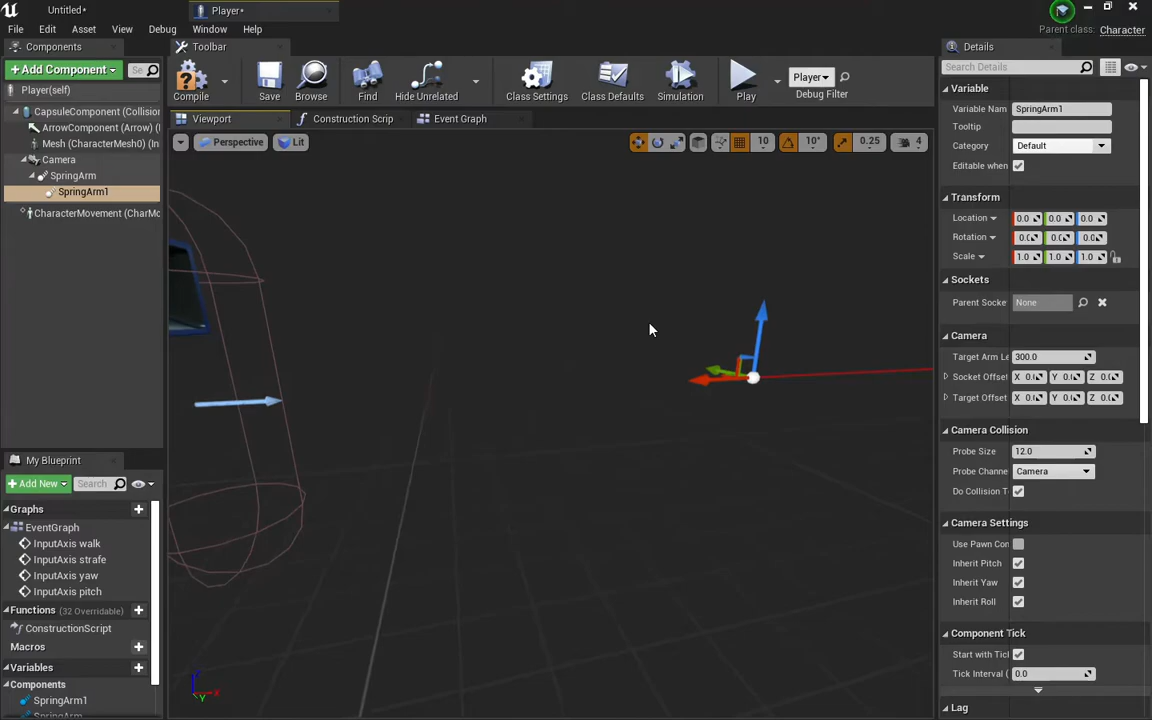 Untitled*
Player*
File
Edit
Asset
View
Debug
Window
Help
Parent class: Character
Components
Add Component
Se
Player(self)
CapsuleComponent (Collision
ArrowComponent (Arrow) (
Mesh (CharacterMesh0) (In
Camera
SpringArm
SpringArm1
CharacterMovement (CharMo
My Blueprint
Add New
Search
Graphs
EventGraph
InputAxis walk
InputAxis strafe
InputAxis yaw
InputAxis pitch
Functions (32 Overridable)
ConstructionScript
Macros
Variables
Components
SpringArm1
SpringArm
Toolbar
Compile
Save
Browse
Find
Hide Unrelated
Class Settings
Class Defaults
Simulation
Play
Player
Debug Filter
Viewport
Construction Scrip
Event Graph
Perspective
Lit
10
10°
0.25
4
Details
Search Details
Variable
Variable Name SpringArm1
Tooltip
Category Default
Editable when
Transform
Location 0.0 0.0 0.0
Rotation 0.0 0.0 0.0
Scale 1.0 1.0 1.0
Sockets
Parent Socke None
Camera
Target Arm Le 300.0
Socket Offset X 0.0 Y 0.0 Z 0.0
Target Offset X 0.0 Y 0.0 Z 0.0
Camera Collision
Probe Size 12.0
Probe Channe Camera
Do Collision T
Camera Settings
Use Pawn Con
Inherit Pitch
Inherit Yaw
Inherit Roll
Component Tick
Start with Tick
Tick Interval ( 0.0
Lag